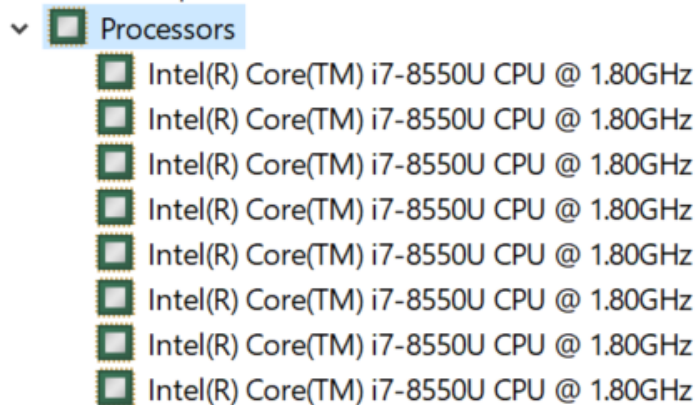 Processors
Intel(R) Core(TM) i7-8550U CPU @ 1.80GHz
Intel(R) Core(TM) i7-8550U CPU @ 1.80GHz
Intel(R) Core(TM) i7-8550U CPU @ 1.80GHz
Intel(R) Core(TM) i7-8550U CPU @ 1.80GHz
Intel(R) Core(TM) i7-8550U CPU @ 1.80GHz
Intel(R) Core(TM) i7-8550U CPU @ 1.80GHz
Intel(R) Core(TM) i7-8550U CPU @ 1.80GHz
Intel(R) Core(TM) i7-8550U CPU @ 1.80GHz